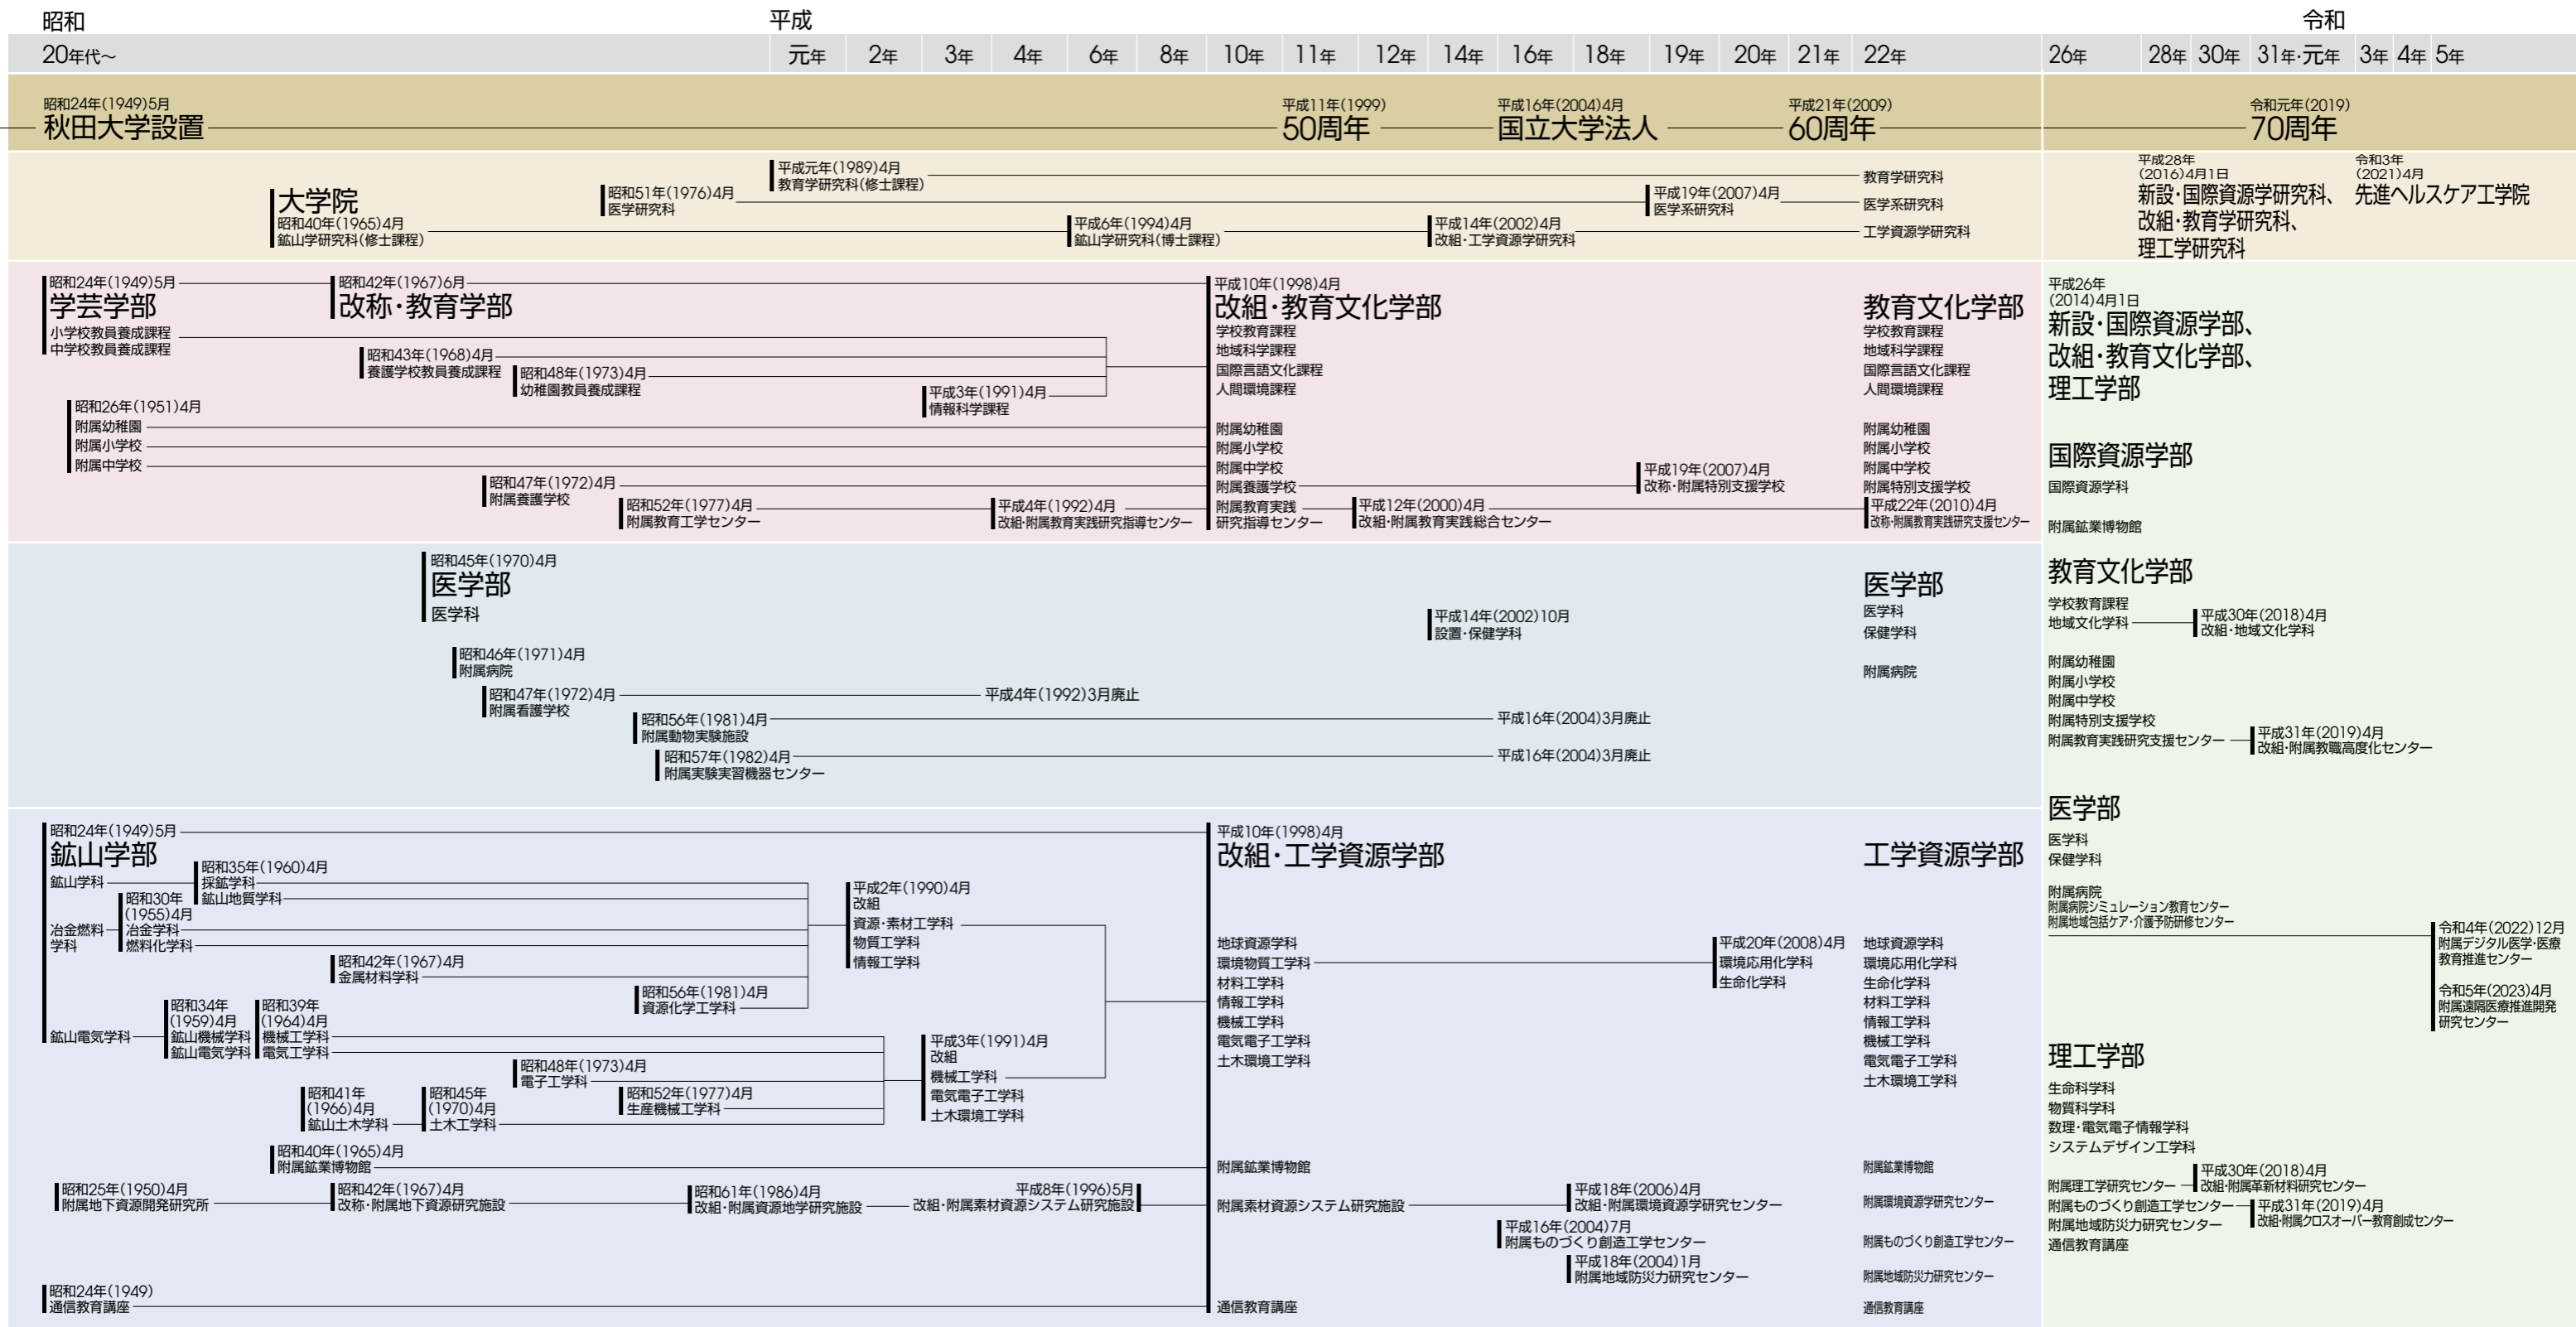 昭和
平成
令和
20年代～
元年
2年
3年
4年
6年
8年
10年
11年
12年
14年
16年
18年
19年
20年
21年
22年
26年
28年
30年
31年・元年
3年
4年
5年
昭和24年(1949)5月
秋田大学設置
平成11年(1999)
50周年
平成16年(2004)4月
国立大学法人
平成21年(2009)
60周年
令和元年(2019)
70周年
大学院
昭和40年(1965)4月
鉱山学研究科(修士課程)
昭和51年(1976)4月
医学研究科
平成元年(1989)4月
教育学研究科(修士課程)
平成6年(1994)4月
鉱山学研究科(博士課程)
平成14年(2002)4月
改組・工学資源学研究科
平成19年(2007)4月
医学系研究科
教育学研究科
医学系研究科
工学資源学研究科
平成28年
(2016)4月1日
新設・国際資源学研究科、
改組・教育学研究科、
理工学研究科
令和3年
(2021)4月
先進ヘルスケア工学院
昭和24年(1949)5月
学芸学部
小学校教員養成課程
中学校教員養成課程
昭和42年(1967)6月
改称・教育学部
昭和43年(1968)4月
養護学校教員養成課程
昭和48年(1973)4月
幼稚園教員養成課程
平成3年(1991)4月
情報科学課程
昭和26年(1951)4月
附属幼稚園
附属小学校
附属中学校
昭和47年(1972)4月
附属養護学校
昭和52年(1977)4月
附属教育工学センター
平成4年(1992)4月
改組・附属教育実践研究指導センター
平成10年(1998)4月
改組・教育文化学部
学校教育課程
地域科学課程
国際言語文化課程
人間環境課程
附属幼稚園
附属小学校
附属中学校
附属養護学校
附属教育実践
研究指導センター
平成12年(2000)4月
改組・附属教育実践総合センター
平成19年(2007)4月
改称・附属特別支援学校
教育文化学部
学校教育課程
地域科学課程
国際言語文化課程
人間環境課程
附属幼稚園
附属小学校
附属中学校
附属特別支援学校
平成22年(2010)4月
改称・附属教育実践研究支援センター
昭和45年(1970)4月
医学部
医学科
昭和46年(1971)4月
附属病院
昭和47年(1972)4月
附属看護学校
平成4年(1992)3月廃止
昭和56年(1981)4月
附属動物実験施設
平成16年(2004)3月廃止
昭和57年(1982)4月
附属実験実習機器センター
平成16年(2004)3月廃止
平成14年(2002)10月
設置・保健学科
医学部
医学科
保健学科
附属病院
昭和24年(1949)5月
鉱山学部
鉱山学科
昭和35年(1960)4月
採鉱学科
鉱山地質学科
冶金燃料
学科
昭和30年
(1955)4月
冶金学科
燃料化学科
昭和42年(1967)4月
金属材料学科
昭和56年(1981)4月
資源化学工学科
平成2年(1990)4月
改組
資源・素材工学科
物質工学科
情報工学科
鉱山電気学科
昭和34年
(1959)4月
鉱山機械学科
鉱山電気学科
昭和39年
(1964)4月
機械工学科
電気工学科
昭和48年(1973)4月
電子工学科
昭和52年(1977)4月
生産機械工学科
昭和41年
(1966)4月
鉱山土木学科
昭和45年
(1970)4月
土木工学科
平成3年(1991)4月
改組
機械工学科
電気電子工学科
土木環境工学科
昭和40年(1965)4月
附属鉱業博物館
昭和25年(1950)4月
附属地下資源開発研究所
昭和42年(1967)4月
改称・附属地下資源研究施設
昭和61年(1986)4月
改組・附属資源地学研究施設
平成8年(1996)5月
改組・附属素材資源システム研究施設
昭和24年(1949)
通信教育講座
平成10年(1998)4月
改組・工学資源学部
地球資源学科
環境物質工学科
材料工学科
情報工学科
機械工学科
電気電子工学科
土木環境工学科
附属鉱業博物館
附属素材資源システム研究施設
通信教育講座
平成20年(2008)4月
環境応用化学科
生命化学科
平成18年(2006)4月
改組・附属環境資源学研究センター
平成16年(2004)7月
附属ものづくり創造工学センター
平成18年(2004)1月
附属地域防災力研究センター
工学資源学部
地球資源学科
環境応用化学科
生命化学科
材料工学科
情報工学科
機械工学科
電気電子工学科
土木環境工学科
附属鉱業博物館
附属環境資源学研究センター
附属ものづくり創造工学センター
附属地域防災力研究センター
通信教育講座
平成26年
(2014)4月1日
新設・国際資源学部、
改組・教育文化学部、
理工学部
国際資源学部
国際資源学科
附属鉱業博物館
教育文化学部
学校教育課程
地域文化学科
平成30年(2018)4月
改組・地域文化学科
附属幼稚園
附属小学校
附属中学校
附属特別支援学校
附属教育実践研究支援センター
平成31年(2019)4月
改組・附属教職高度化センター
医学部
医学科
保健学科
附属病院
附属病院シミュレーション教育センター
附属地域包括ケア・介護予防研修センター
令和4年(2022)12月
附属デジタル医学・医療
教育推進センター
令和5年(2023)4月
附属遠隔医療推進開発
研究センター
理工学部
生命科学科
物質科学科
数理・電気電子情報学科
システムデザイン工学科
附属理工学研究センター
平成30年(2018)4月
改組・附属革新材料研究センター
附属ものづくり創造工学センター
平成31年(2019)4月
改組・附属クロスオーバー教育創成センター
附属地域防災力研究センター
通信教育講座